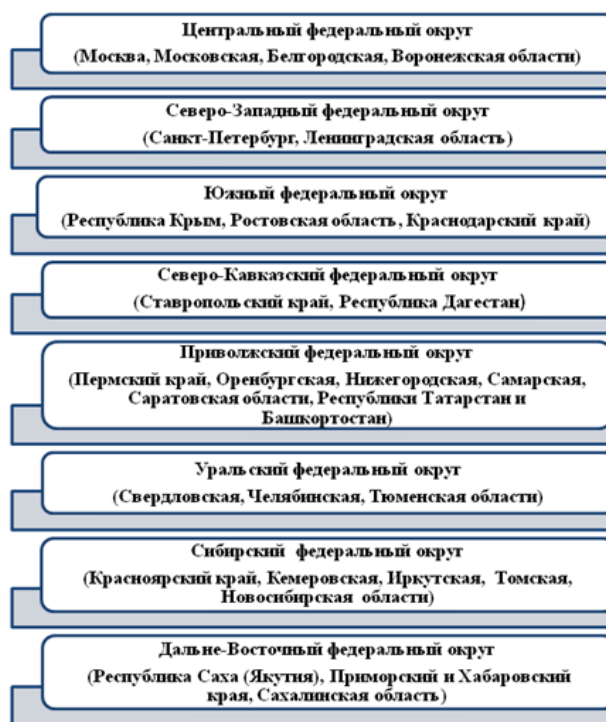 Центральный федеральный округ
(Москва, Московская, Белгородская, Воронежская области)
Северо-Западный федеральный округ
(Санкт-Петербург, Ленинградская область)
Южный федеральный округ
(Республика Крым, Ростовская область, Краснодарский край)
Северо-Кавказский федеральный округ
(Ставропольский край, Республика Дагестан)
Приволжский федеральный округ
(Пермский край, Оренбургская, Нижегородская, Самарская,
Саратовская области, Республики Татарстан и
Башкортостан)
Уральский федеральный округ
(Свердловская, Челябинская, Тюменская области)
Сибирский федеральный округ
(Красноярский край, Кемеровская, Иркутская, Томская,
Новосибирская области)
Дальне-Восточный федеральный округ
(Республика Саха (Якутия), Приморский и Хабаровский
края, Сахалинская область)